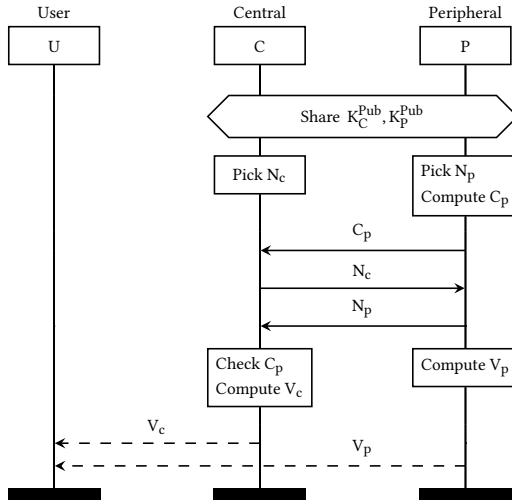 User Central Peripheral
U C P
Share K_C^Pub, K_P^Pub
Pick N_c
Pick N_p
Compute C_p
C_p
N_c
N_p
Check C_p
Compute V_c
Compute V_p
V_c
V_p